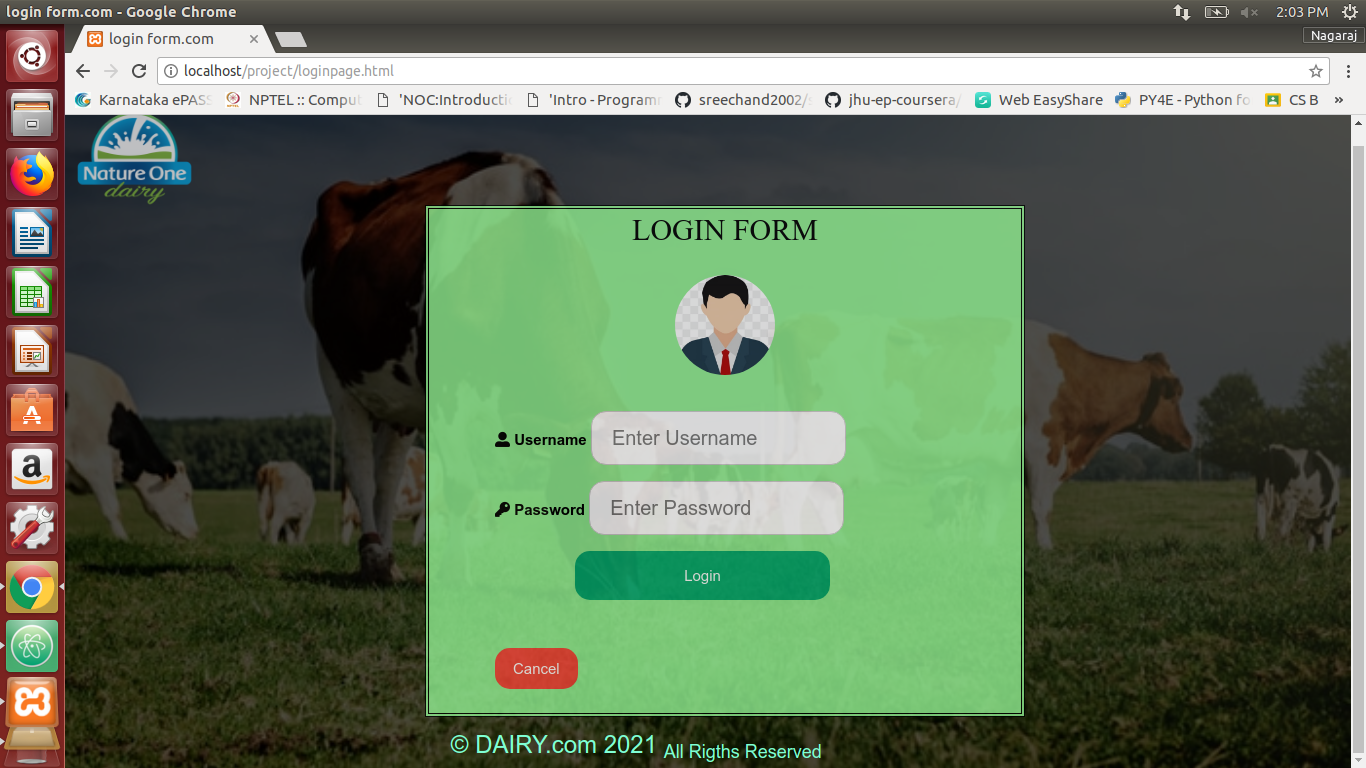 login form.com - Google Chrome
2:03 PM
login form.com
Nagaraj
localhost/project/loginpage.html
Karnataka ePASS
NPTEL :: Comput
'NOC:Introducti
'Intro - Programm
sreechand2002/s
jhu-ep-coursera/
Web EasyShare
PY4E - Python fo
CS B
»
Nature One
dairy
LOGIN FORM
Username
Enter Username
Password
Enter Password
Login
Cancel
© DAIRY.com 2021 All Rigths Reserved